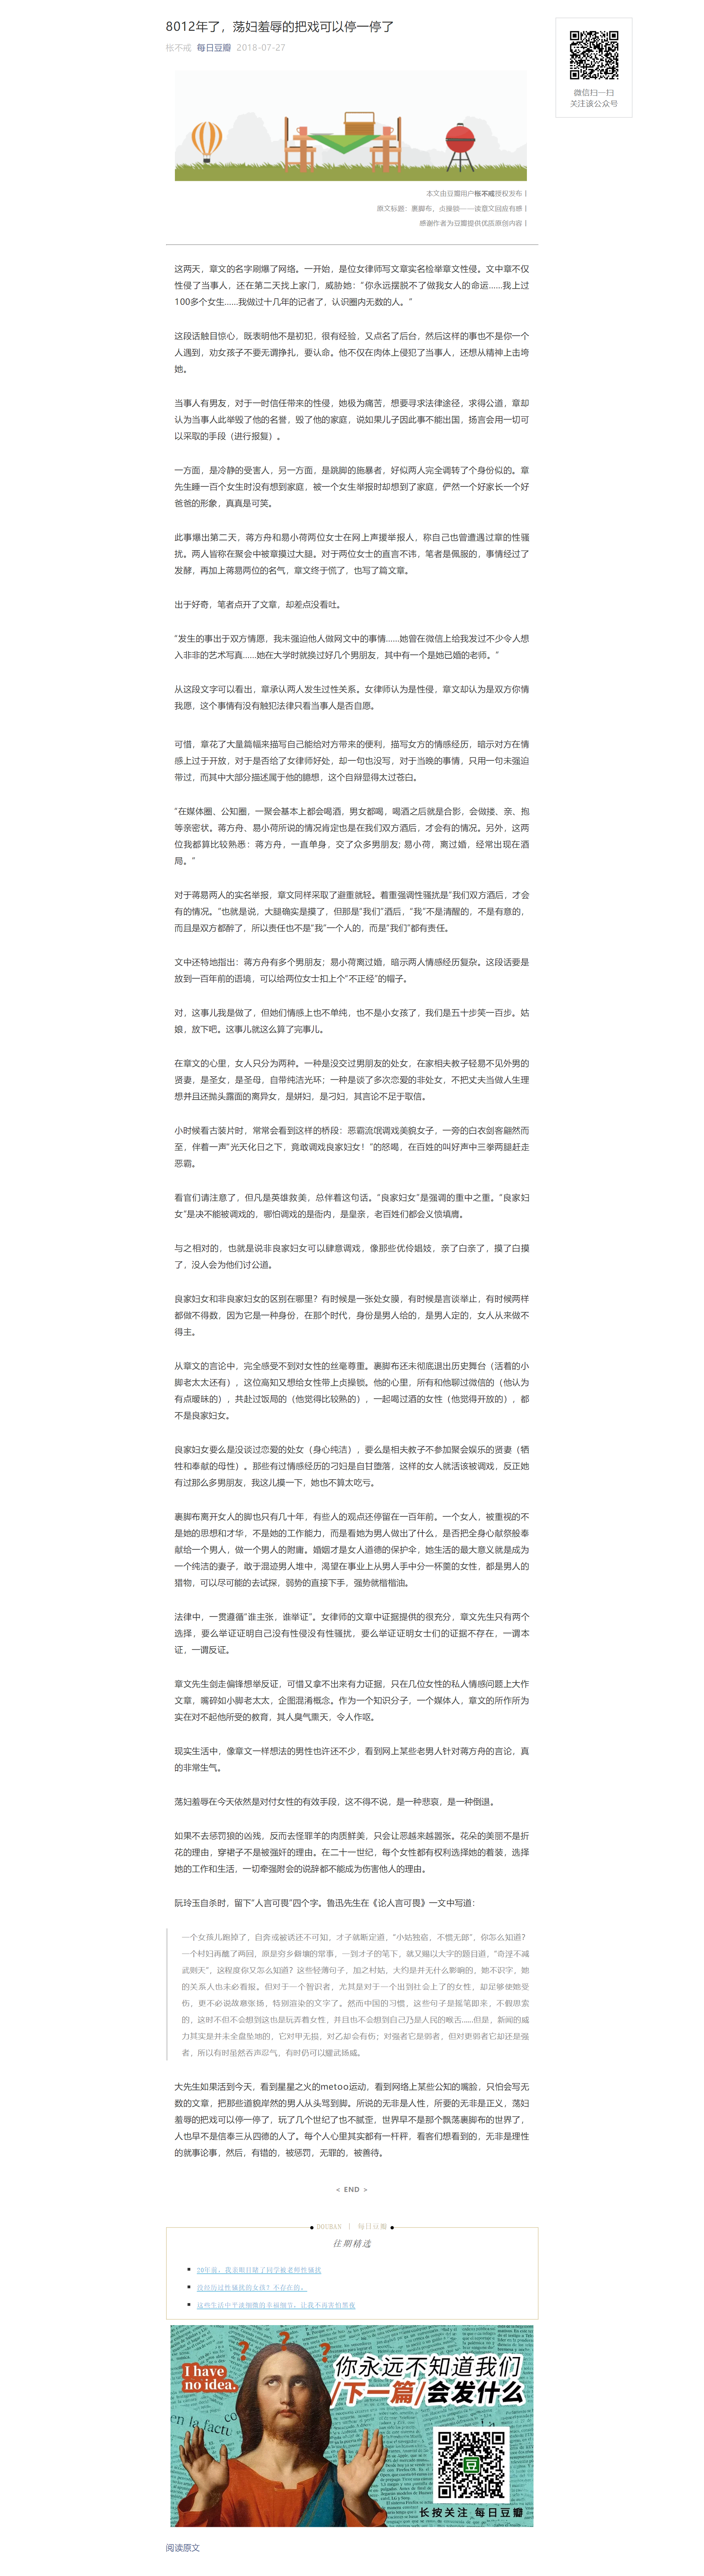 8012年了，荡妇羞辱的把戏可以停一停了
怅不戒 每日豆瓣 2018-07-27
微信扫一扫
关注该公众号
本文由豆瓣用户怅不戒授权发布丨
原文标题：裹脚布，贞操锁——读章文回应有感丨
感谢作者为豆瓣提供优质原创内容丨
这两天，章文的名字刷爆了网络。一开始，是位女律师写文章实名检举章文性侵。文中章不仅
性侵了当事人，还在第二天找上家门，威胁她：“你永远摆脱不了做我女人的命运……我上过
100多个女生……我做过十几年的记者了，认识圈内无数的人。”
这段话触目惊心，既表明他不是初犯，很有经验，又点名了后台，然后这样的事也不是你一个
人遇到，劝女孩子不要无谓挣扎，要认命。他不仅在肉体上侵犯了当事人，还想从精神上击垮
她。
当事人有男友，对于一时信任带来的性侵，她极为痛苦，想要寻求法律途径，求得公道，章却
认为当事人此举毁了他的名誉，毁了他的家庭，说如果儿子因此事不能出国，扬言会用一切可
以采取的手段（进行报复）。
一方面，是冷静的受害人，另一方面，是跳脚的施暴者，好似两人完全调转了个身份似的。章
先生睡一百个女生时没有想到家庭，被一个女生举报时却想到了家庭，俨然一个好家长一个好
爸爸的形象，真真是可笑。
此事爆出第二天，蒋方舟和易小荷两位女士在网上声援举报人，称自己也曾遭遇过章的性骚
扰。两人皆称在聚会中被章摸过大腿。对于两位女士的直言不讳，笔者是佩服的，事情经过了
发酵，再加上蒋易两位的名气，章文终于慌了，也写了篇文章。
出于好奇，笔者点开了文章，却差点没看吐。
“发生的事出于双方情愿，我未强迫他人做网文中的事情……她曾在微信上给我发过不少令人想
入非非的艺术写真……她在大学时就换过好几个男朋友，其中有一个是她已婚的老师。”
从这段文字可以看出，章承认两人发生过性关系。女律师认为是性侵，章文却认为是双方你情
我愿，这个事情有没有触犯法律只看当事人是否自愿。
可惜，章花了大量篇幅来描写自己能给对方带来的便利，描写女方的情感经历，暗示对方在情
感上过于开放，对于是否给了女律师好处，却一句也没写，对于当晚的事情，只用一句未强迫
带过，而其中大部分描述属于他的臆想，这个自辩显得太过苍白。
“在媒体圈、公知圈，一聚会基本上都会喝酒，男女都喝，喝酒之后就是合影，会做搂、亲、抱
等亲密状。蒋方舟、易小荷所说的情况肯定也是在我们双方酒后，才会有的情况。另外，这两
位我都算比较熟悉：蒋方舟，一直单身，交了众多男朋友; 易小荷，离过婚，经常出现在酒
局。”
对于蒋易两人的实名举报，章文同样采取了避重就轻。着重强调性骚扰是“我们双方酒后，才会
有的情况。”也就是说，大腿确实是摸了，但那是“我们”酒后，“我”不是清醒的，不是有意的，
而且是双方都醉了，所以责任也不是“我”一个人的，而是“我们”都有责任。
文中还特地指出：蒋方舟有多个男朋友；易小荷离过婚，暗示两人情感经历复杂。这段话要是
放到一百年前的语境，可以给两位女士扣上个“不正经”的帽子。
对，这事儿我是做了，但她们情感上也不单纯，也不是小女孩了，我们是五十步笑一百步。姑
娘，放下吧。这事儿就这么算了完事儿。
在章文的心里，女人只分为两种。一种是没交过男朋友的处女，在家相夫教子轻易不见外男的
贤妻，是圣女，是圣母，自带纯洁光环；一种是谈了多次恋爱的非处女，不把丈夫当做人生理
想并且还抛头露面的离异女，是姘妇，是刁妇，其言论不足于取信。
小时候看古装片时，常常会看到这样的桥段：恶霸流氓调戏美貌女子，一旁的白衣剑客翩然而
至，伴着一声“光天化日之下，竟敢调戏良家妇女！”的怒喝，在百姓的叫好声中三拳两腿赶走
恶霸。
看官们请注意了，但凡是英雄救美，总伴着这句话。“良家妇女”是强调的重中之重。“良家妇
女”是决不能被调戏的，哪怕调戏的是衙内，是皇亲，老百姓们都会义愤填膺。
与之相对的，也就是说非良家妇女可以肆意调戏，像那些优伶娼妓，亲了白亲了，摸了白摸
了，没人会为他们讨公道。
良家妇女和非良家妇女的区别在哪里？有时候是一张处女膜，有时候是言谈举止，有时候两样
都做不得数，因为它是一种身份，在那个时代，身份是男人给的，是男人定的，女人从来做不
得主。
从章文的言论中，完全感受不到对女性的丝毫尊重。裹脚布还未彻底退出历史舞台（活着的小
脚老太太还有），这位高知又想给女性带上贞操锁。他的心里，所有和他聊过微信的（他认为
有点暧昧的），共赴过饭局的（他觉得比较熟的），一起喝过酒的女性（他觉得开放的），都
不是良家妇女。
良家妇女要么是没谈过恋爱的处女（身心纯洁），要么是相夫教子不参加聚会娱乐的贤妻（牺
牲和奉献的母性）。那些有过情感经历的刁妇是自甘堕落，这样的女人就活该被调戏，反正她
有过那么多男朋友，我这儿摸一下，她也不算太吃亏。
裹脚布离开女人的脚也只有几十年，有些人的观点还停留在一百年前。一个女人，被重视的不
是她的思想和才华，不是她的工作能力，而是看她为男人做出了什么，是否把全身心献祭般奉
献给一个男人，做一个男人的附庸。婚姻才是女人道德的保护伞，她生活的最大意义就是成为
一个纯洁的妻子，敢于混迹男人堆中，渴望在事业上从男人手中分一杯羹的女性，都是男人的
猎物，可以尽可能的去试探，弱势的直接下手，强势就楷楷油。
法律中，一贯遵循“谁主张，谁举证”。女律师的文章中证据提供的很充分，章文先生只有两个
选择，要么举证证明自己没有性侵没有性骚扰，要么举证证明女士们的证据不存在，一谓本
证，一谓反证。
章文先生剑走偏锋想举反证，可惜又拿不出来有力证据，只在几位女性的私人情感问题上大作
文章，嘴碎如小脚老太太，企图混淆概念。作为一个知识分子，一个媒体人，章文的所作所为
实在对不起他所受的教育，其人臭气熏天，令人作呕。
现实生活中，像章文一样想法的男性也许还不少，看到网上某些老男人针对蒋方舟的言论，真
的非常生气。
荡妇羞辱在今天依然是对付女性的有效手段，这不得不说，是一种悲哀，是一种倒退。
如果不去惩罚狼的凶残，反而去怪罪羊的肉质鲜美，只会让恶越来越嚣张。花朵的美丽不是折
花的理由，穿裙子不是被强奸的理由。在二十一世纪，每个女性都有权利选择她的着装，选择
她的工作和生活，一切牵强附会的说辞都不能成为伤害他人的理由。
阮玲玉自杀时，留下“人言可畏”四个字。鲁迅先生在《论人言可畏》一文中写道：
一个女孩儿跑掉了，自奔或被诱还不可知，才子就断定道，“小姑独宿，不惯无郎”，你怎么知道？
一个村妇再醮了两回，原是穷乡僻壤的常事，一到才子的笔下，就又赐以大字的题目道，“奇淫不减
武则天”，这程度你又怎么知道？这些轻薄句子，加之村姑，大约是并无什么影响的，她不识字，她
的关系人也未必看报。但对于一个智识者，尤其是对于一个出到社会上了的女性，却足够使她受
伤，更不必说故意张扬，特别渲染的文字了。然而中国的习惯，这些句子是摇笔即来，不假思索
的，这时不但不会想到这也是玩弄着女性，并且也不会想到自己乃是人民的喉舌……但是，新闻的威
力其实是并未全盘坠地的，它对甲无损，对乙却会有伤；对强者它是弱者，但对更弱者它却还是强
者，所以有时虽然吞声忍气，有时仍可以耀武扬威。
大先生如果活到今天，看到星星之火的metoo运动，看到网络上某些公知的嘴脸，只怕会写无
数的文章，把那些道貌岸然的男人从头骂到脚。所说的无非是人性，所要的无非是正义，荡妇
羞辱的把戏可以停一停了，玩了几个世纪了也不腻歪，世界早不是那个飘荡裹脚布的世界了，
人也早不是信奉三从四德的人了。每个人心里其实都有一杆秤，看客们想看到的，无非是理性
的就事论事，然后，有错的，被惩罚，无罪的，被善待。
< END >
DOUBAN ｜ 每日豆瓣
往期精选
20年前，我亲眼目睹了同学被老师性骚扰
没经历过性骚扰的女孩？不存在的。
这些生活中平淡细微的幸福细节，让我不再害怕黑夜
I have
no idea.
? ? ?
你永远不知道我们
/下一篇/会发什么
豆
长按关注 每日豆瓣
阅读原文